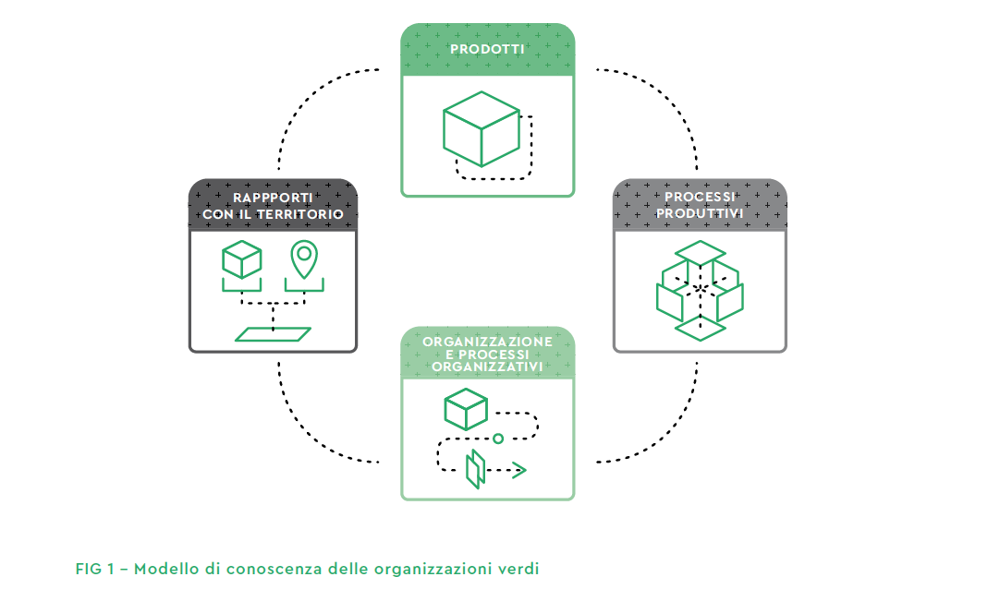 PRODOTTI
RAPPPORTI
CON IL TERRITORIO
PROCESSI
PRODUTTIVI
ORGANIZZAZIONE
E PROCESSI
ORGANIZZATIVI
FIG 1 – Modello di conoscenza delle organizzazioni verdi